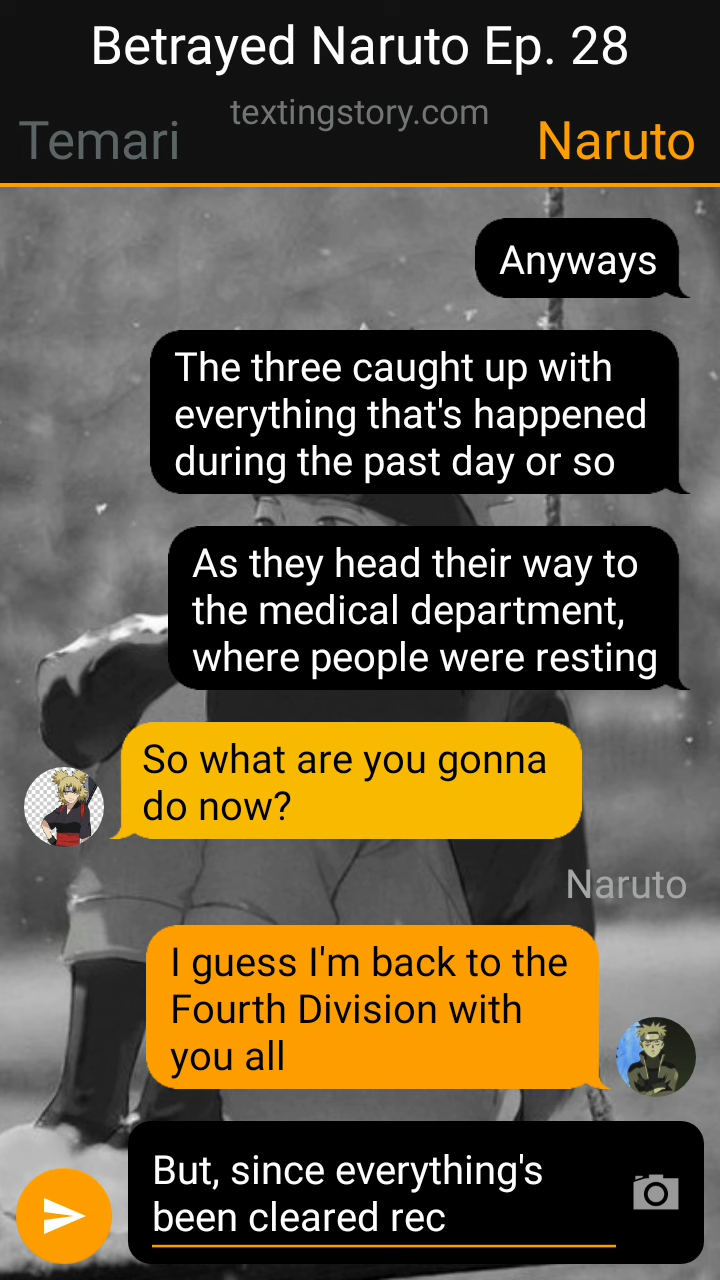 Betrayed Naruto Ep. 28
textingstory.com
Temari
Naruto
Anyways
The three caught up with
everything that's happened
during the past day or so
As they head their way to
the medical department,
where people were resting
So what are you gonna
do now?
Naruto
I guess I'm back to the
Fourth Division with
you all
But, since everything's
been cleared rec